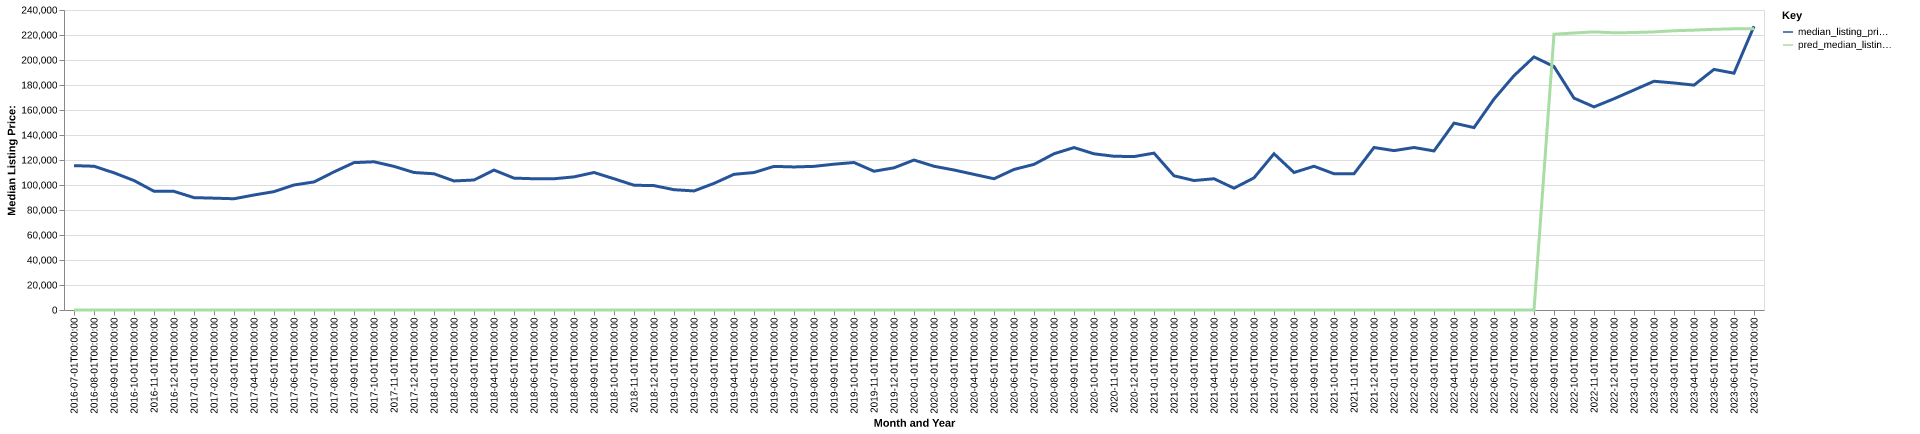 240,000
220,000
200,000
180,000
160,000
140,000
120,000
100,000
80,000
60,000
40,000
20,000
0
Median Listing Price:
2016-07-01T00:00:00
2016-08-01T00:00:00
2016-09-01T00:00:00
2016-10-01T00:00:00
2016-11-01T00:00:00
2016-12-01T00:00:00
2017-01-01T00:00:00
2017-02-01T00:00:00
2017-03-01T00:00:00
2017-04-01T00:00:00
2017-05-01T00:00:00
2017-06-01T00:00:00
2017-07-01T00:00:00
2017-08-01T00:00:00
2017-09-01T00:00:00
2017-10-01T00:00:00
2017-11-01T00:00:00
2017-12-01T00:00:00
2018-01-01T00:00:00
2018-02-01T00:00:00
2018-03-01T00:00:00
2018-04-01T00:00:00
2018-05-01T00:00:00
2018-06-01T00:00:00
2018-07-01T00:00:00
2018-08-01T00:00:00
2018-09-01T00:00:00
2018-10-01T00:00:00
2018-11-01T00:00:00
2018-12-01T00:00:00
2019-01-01T00:00:00
2019-02-01T00:00:00
2019-03-01T00:00:00
2019-04-01T00:00:00
2019-05-01T00:00:00
2019-06-01T00:00:00
2019-07-01T00:00:00
2019-08-01T00:00:00
2019-09-01T00:00:00
2019-10-01T00:00:00
2019-11-01T00:00:00
2019-12-01T00:00:00
2020-01-01T00:00:00
2020-02-01T00:00:00
2020-03-01T00:00:00
2020-04-01T00:00:00
2020-05-01T00:00:00
2020-06-01T00:00:00
2020-07-01T00:00:00
2020-08-01T00:00:00
2020-09-01T00:00:00
2020-10-01T00:00:00
2020-11-01T00:00:00
2020-12-01T00:00:00
2021-01-01T00:00:00
2021-02-01T00:00:00
2021-03-01T00:00:00
2021-04-01T00:00:00
2021-05-01T00:00:00
2021-06-01T00:00:00
2021-07-01T00:00:00
2021-08-01T00:00:00
2021-09-01T00:00:00
2021-10-01T00:00:00
2021-11-01T00:00:00
2021-12-01T00:00:00
2022-01-01T00:00:00
2022-02-01T00:00:00
2022-03-01T00:00:00
2022-04-01T00:00:00
2022-05-01T00:00:00
2022-06-01T00:00:00
2022-07-01T00:00:00
2022-08-01T00:00:00
2022-09-01T00:00:00
2022-10-01T00:00:00
2022-11-01T00:00:00
2022-12-01T00:00:00
2023-01-01T00:00:00
2023-02-01T00:00:00
2023-03-01T00:00:00
2023-04-01T00:00:00
2023-05-01T00:00:00
2023-06-01T00:00:00
2023-07-01T00:00:00
Month and Year
Key
median_listing_pri…
pred_median_listin…